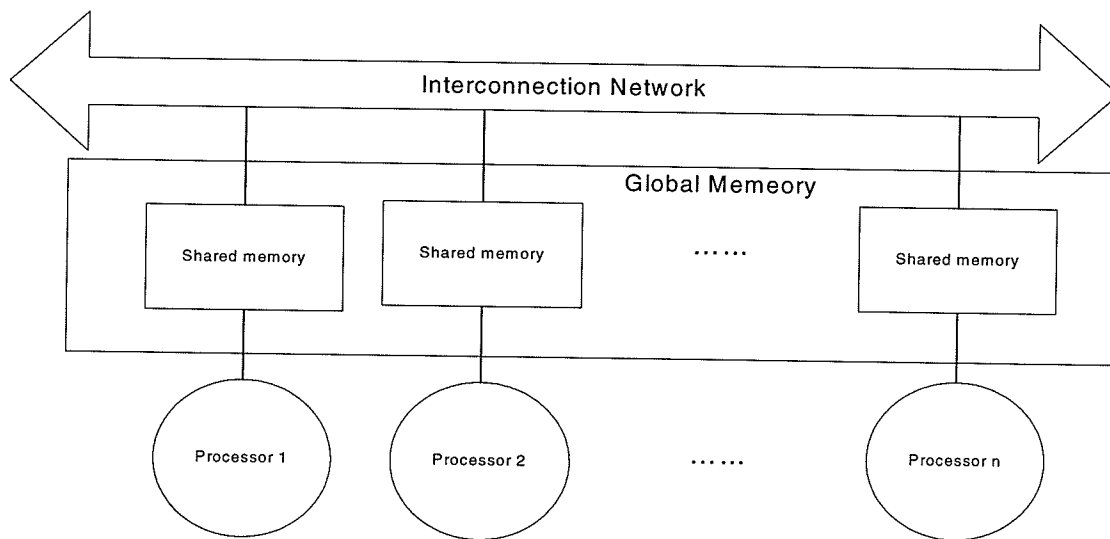 Interconnection Network
Global Memeory
Shared memory
Shared memory
......
Shared memory
Processor 1
Processor 2
......
Processor n